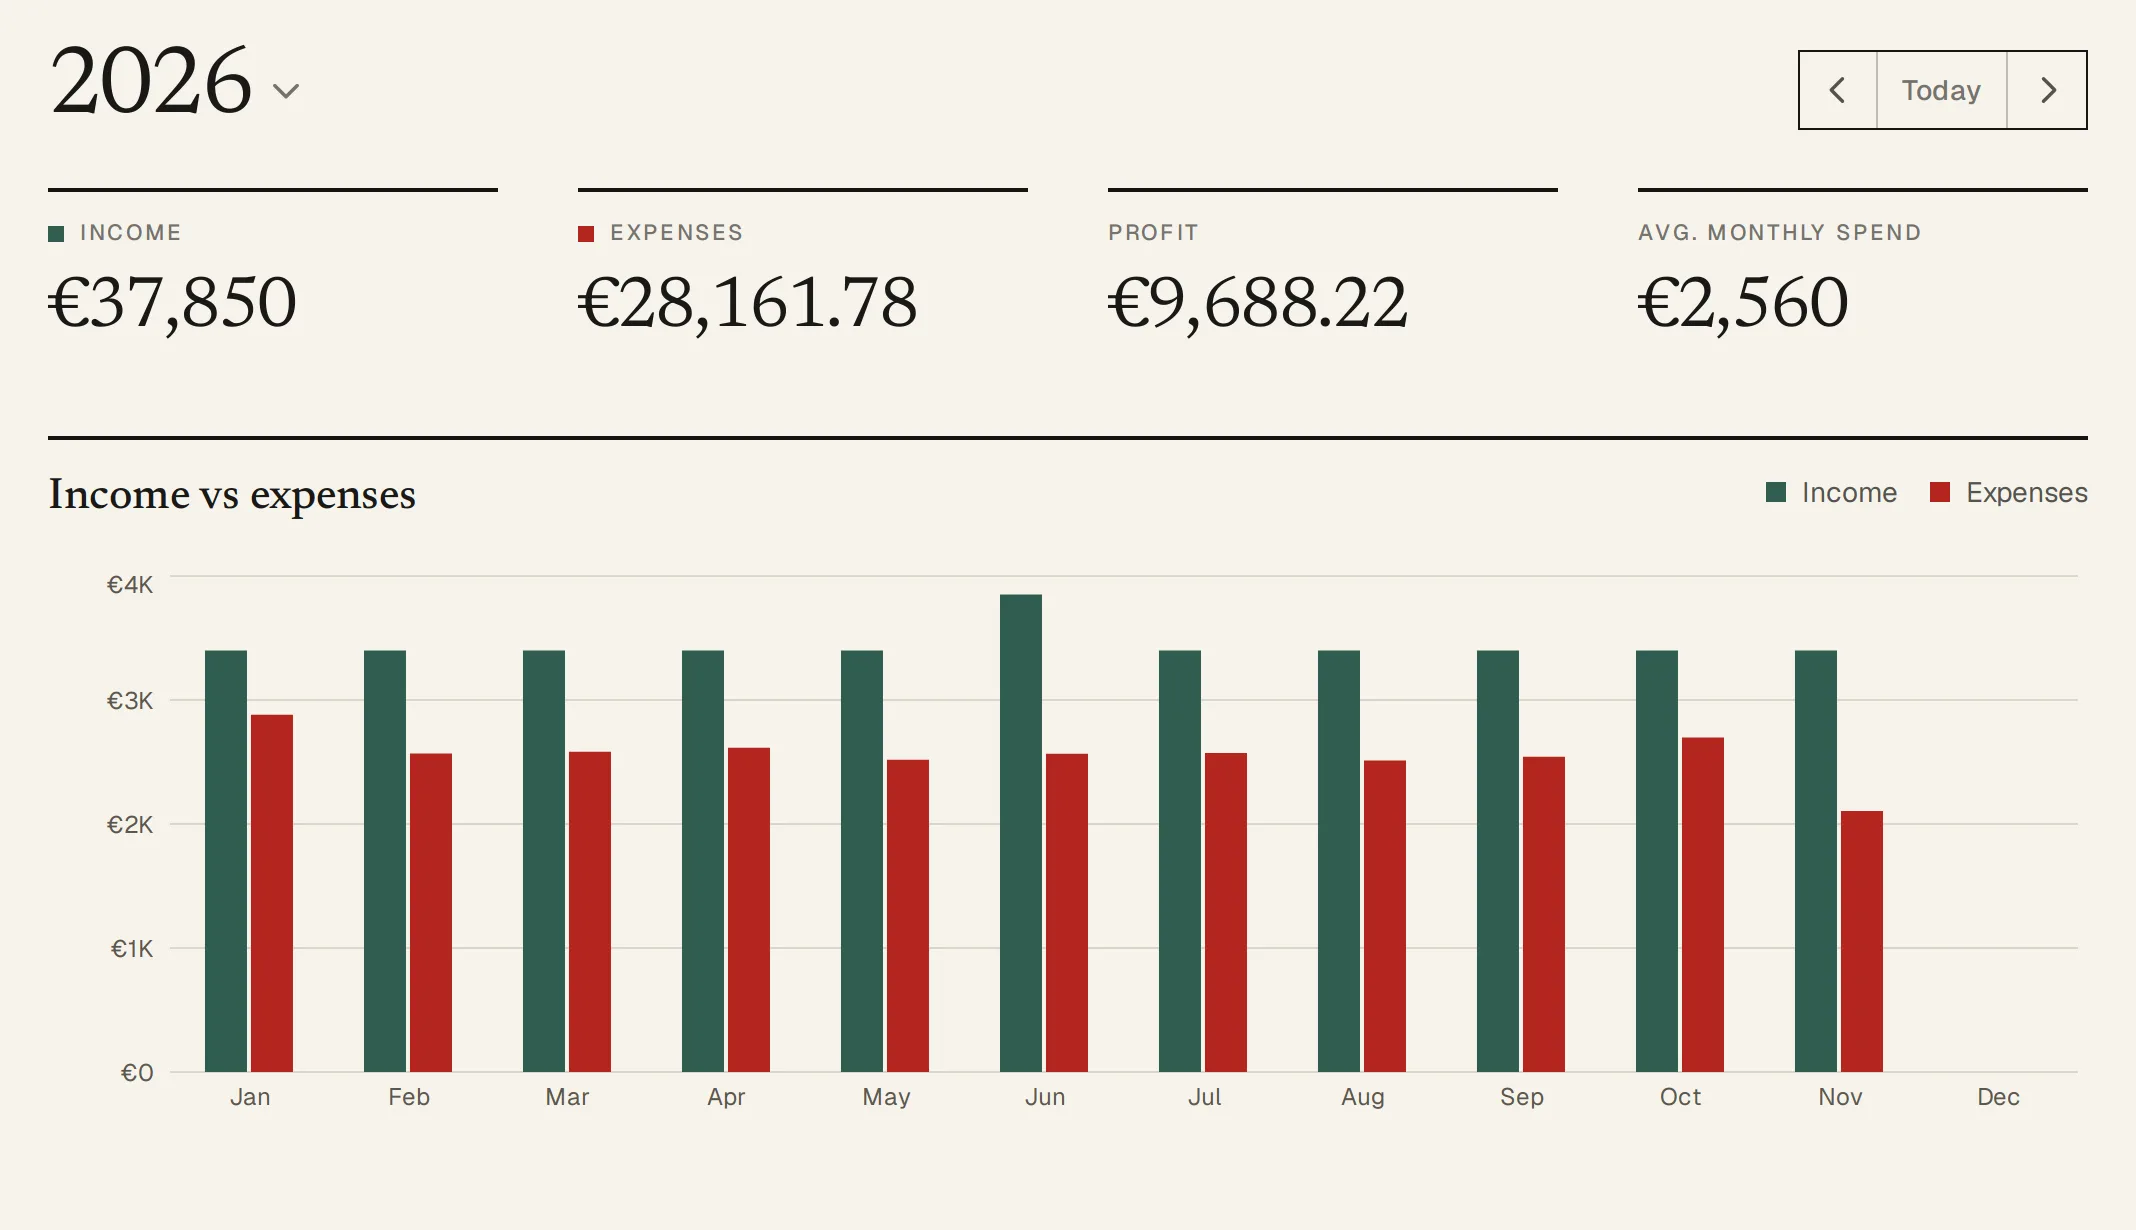 2026
Today
INCOME
€37,850
EXPENSES
€28,161.78
PROFIT
€9,688.22
AVG. MONTHLY SPEND
€2,560
Income vs expenses
Income
Expenses
€4K
€3K
€2K
€1K
€0
Jan Feb Mar Apr May Jun Jul Aug Sep Oct Nov Dec